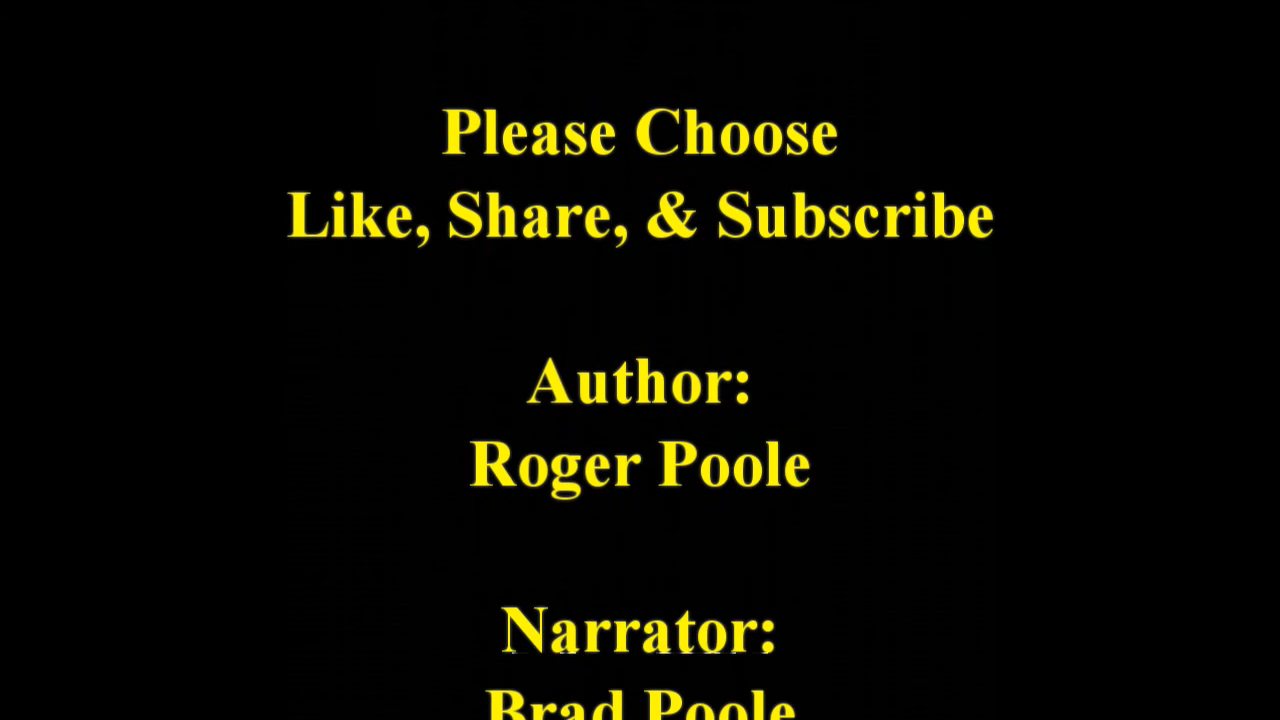 Please Choose
Like, Share, & Subscribe
Author:
Roger Poole
Narrator:
Brad Poole